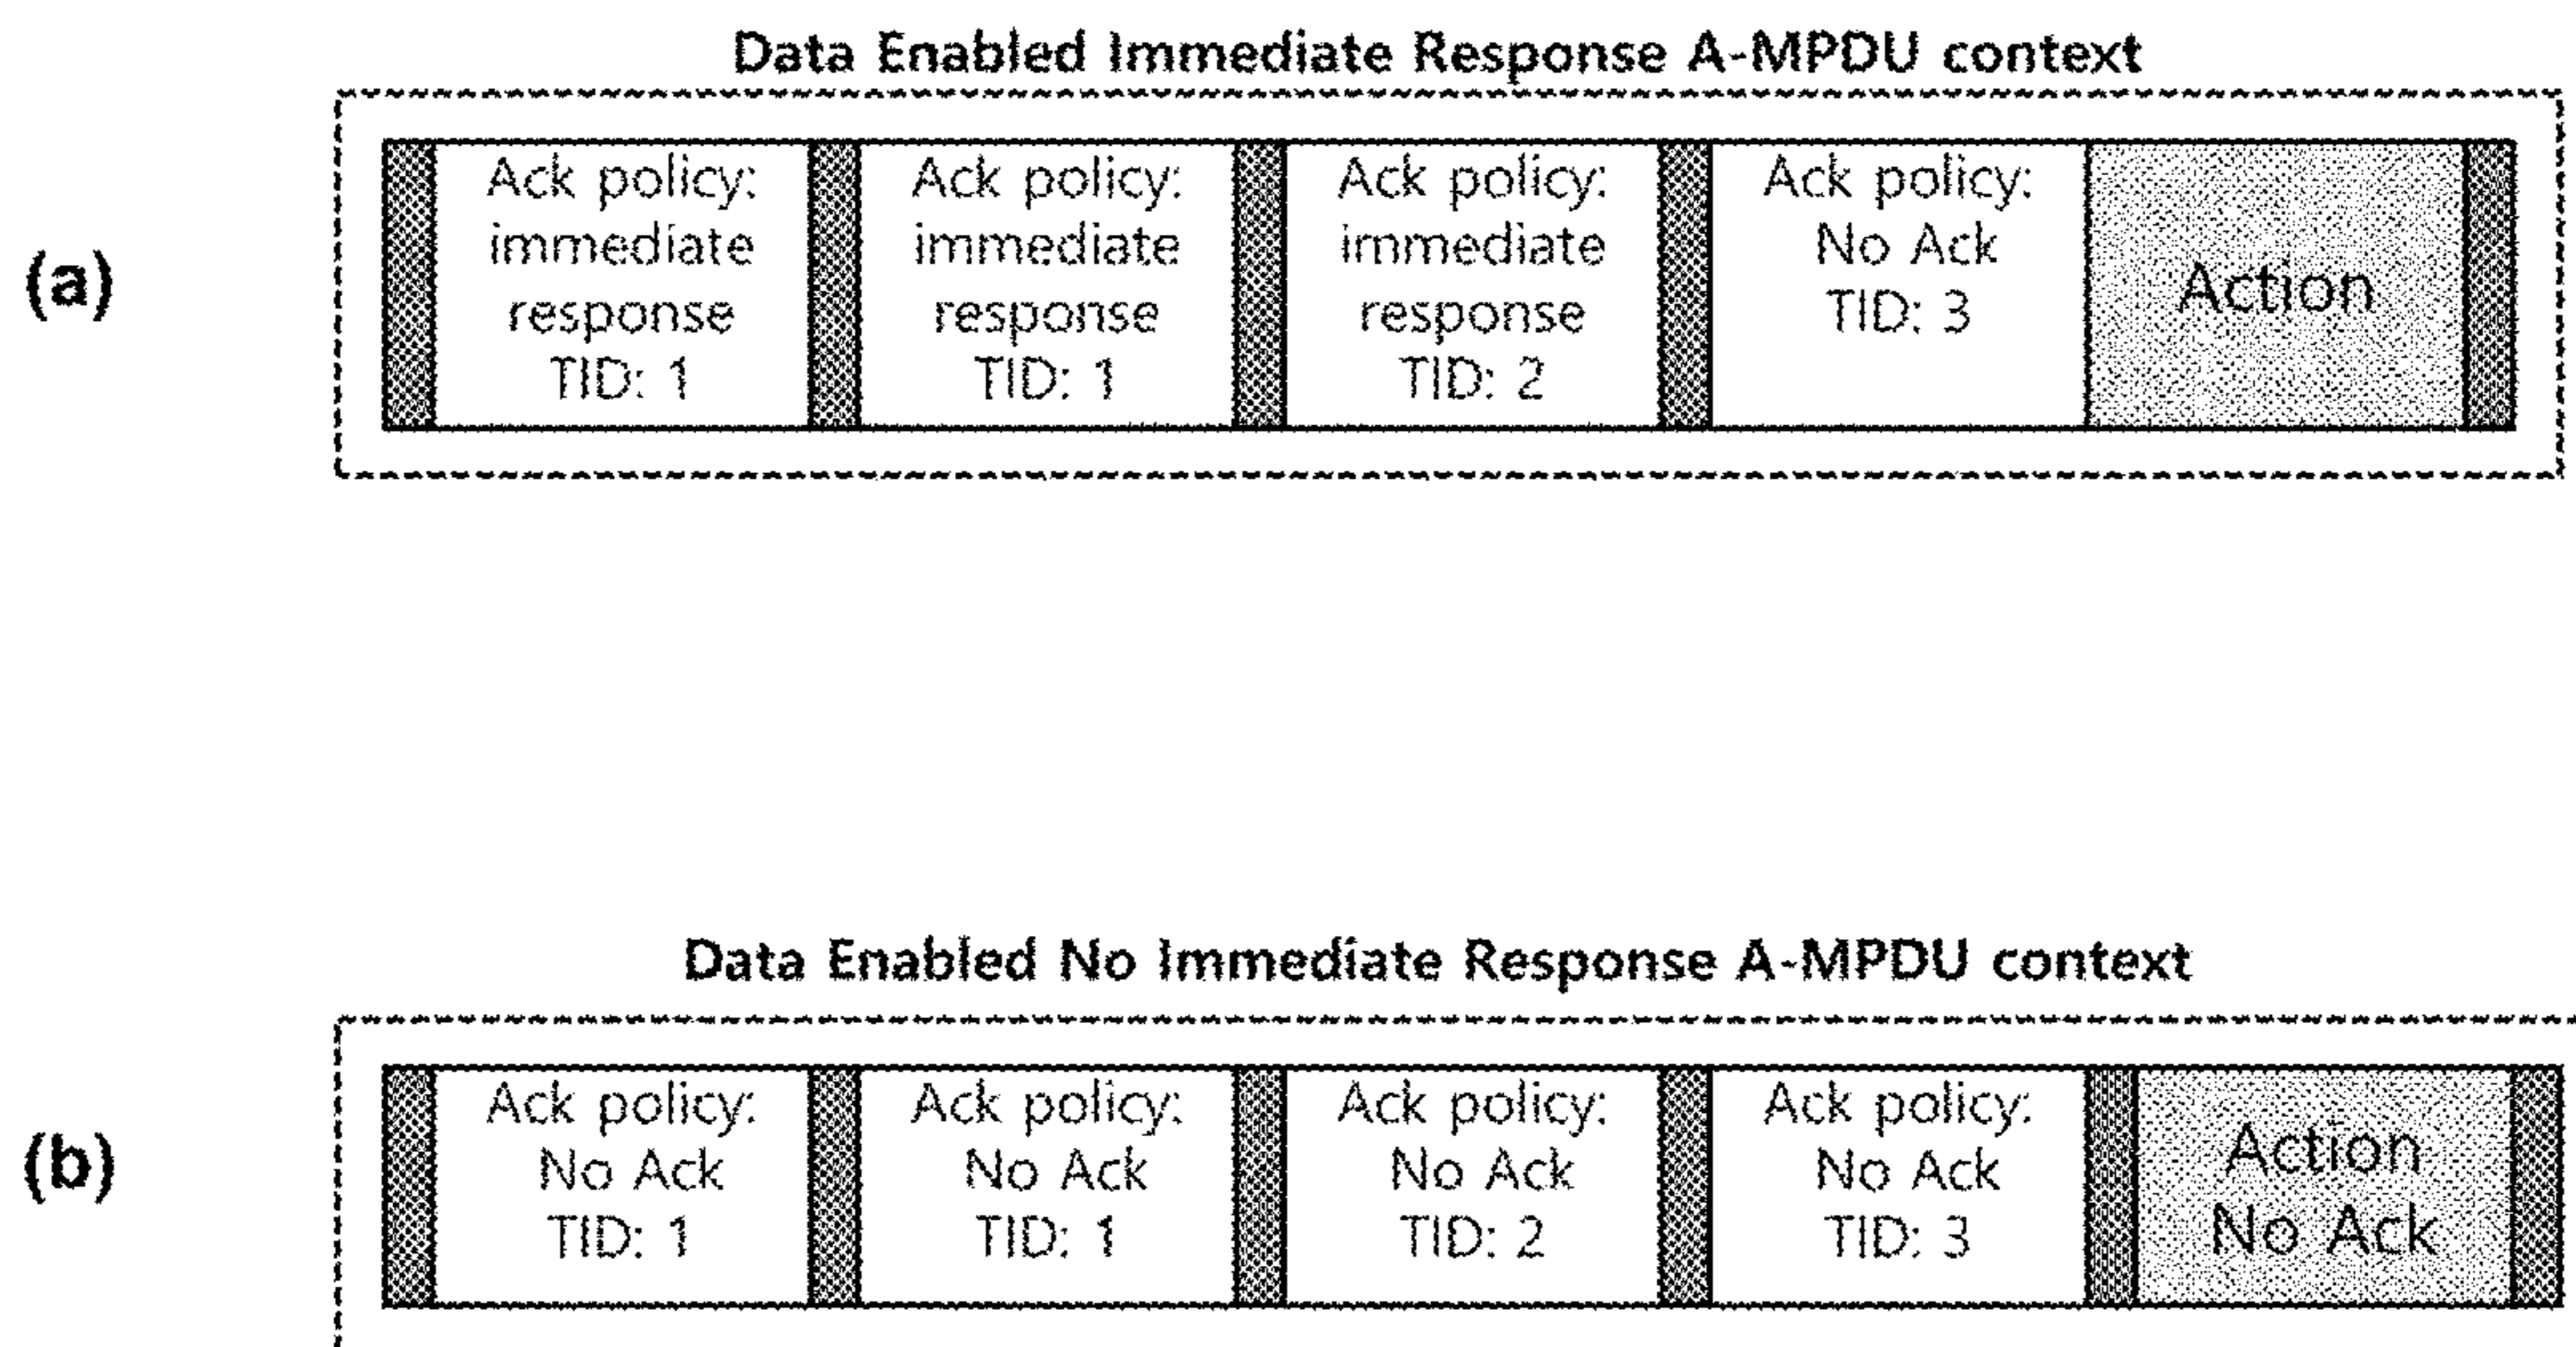 Data Enabled Immediate Response A-MPDU context
(a)
Ack policy:
immediate
response
TID: 1
Ack policy:
immediate
response
TID: 1
Ack policy:
immediate
response
TID: 2
Ack policy:
No Ack
TID: 3
Action
Data Enabled No Immediate Response A-MPDU context
(b)
Ack policy:
No Ack
TID: 1
Ack policy:
No Ack
TID: 1
Ack policy:
No Ack
TID: 2
Ack policy:
No Ack
TID: 3
Action
No Ack